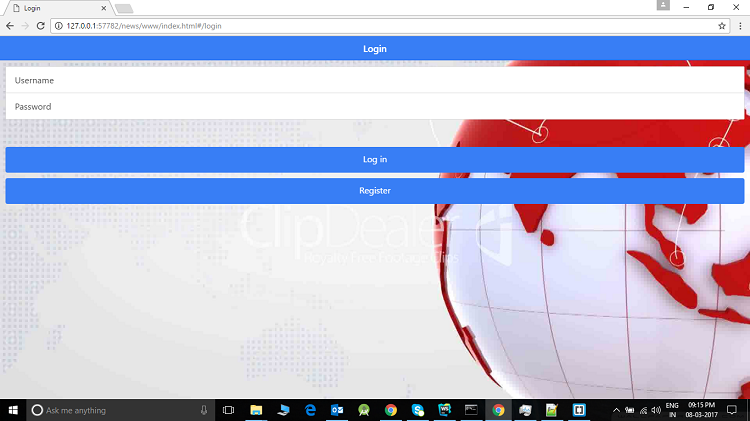 Login
127.0.0.1:57782/news/www/index.html#/login
Login
Username
Password
Log in
Register
ClipDealer
Royalty Free Footage Clips
Ask me anything
ENG
IN
09:15 PM
08-03-2017